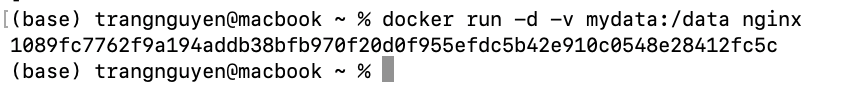 (base) trangnguyen@macbook ~ % docker run -d -v mydata:/data nginx
1089fc7762f9a194addb38bfb970f20d0f955efdc5b42e910c0548e28412fc5c
(base) trangnguyen@macbook ~ %